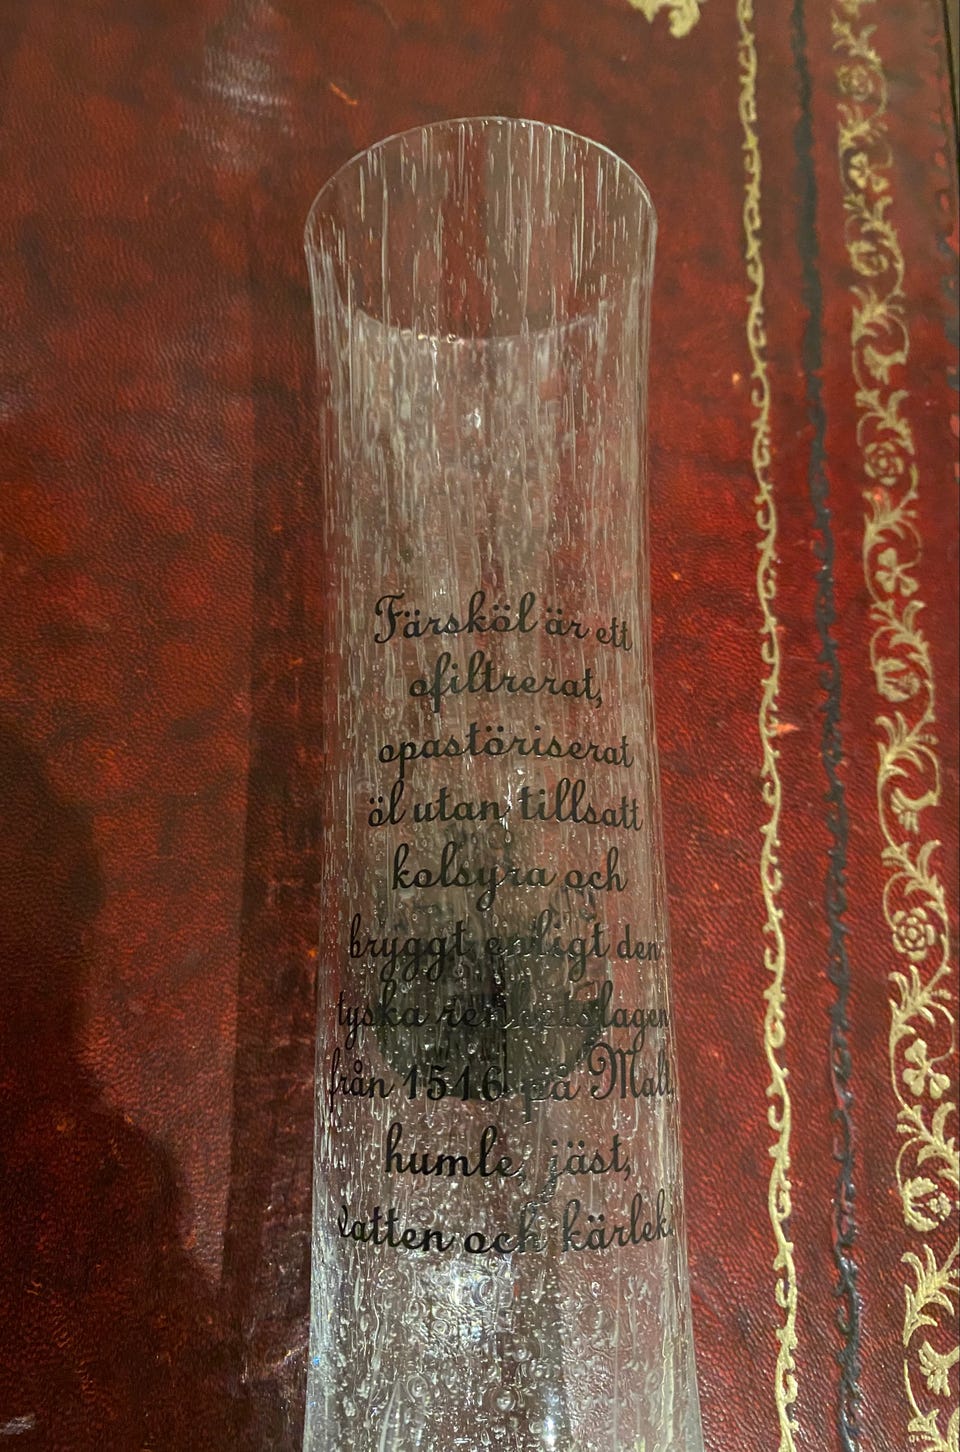 Färsköl är ett
ofiltrerat,
opastöriserat
öl utan tillsatt
kolsyra och
bryggt enligt den
tyska renhetslagen
från 1516 på Malt,
humle, jäst,
Vatten och kärlek.